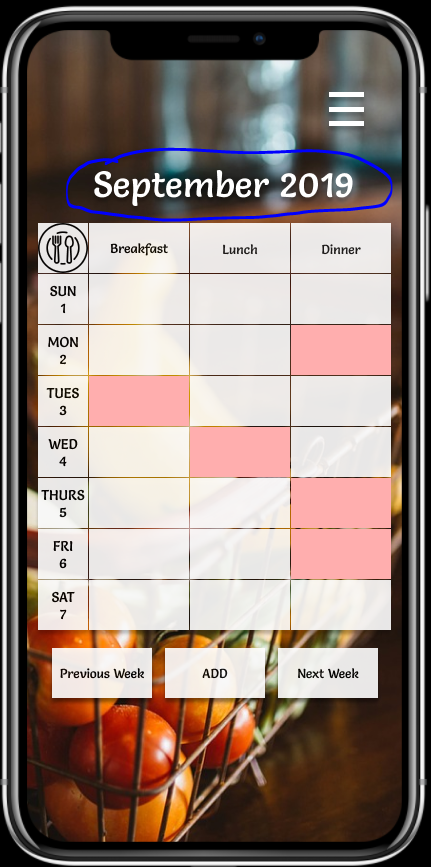 September 2019
Breakfast Lunch Dinner
SUN
1
MON
2
TUES
3
WED
4
THURS
5
FRI
6
SAT
7
Previous Week ADD Next Week